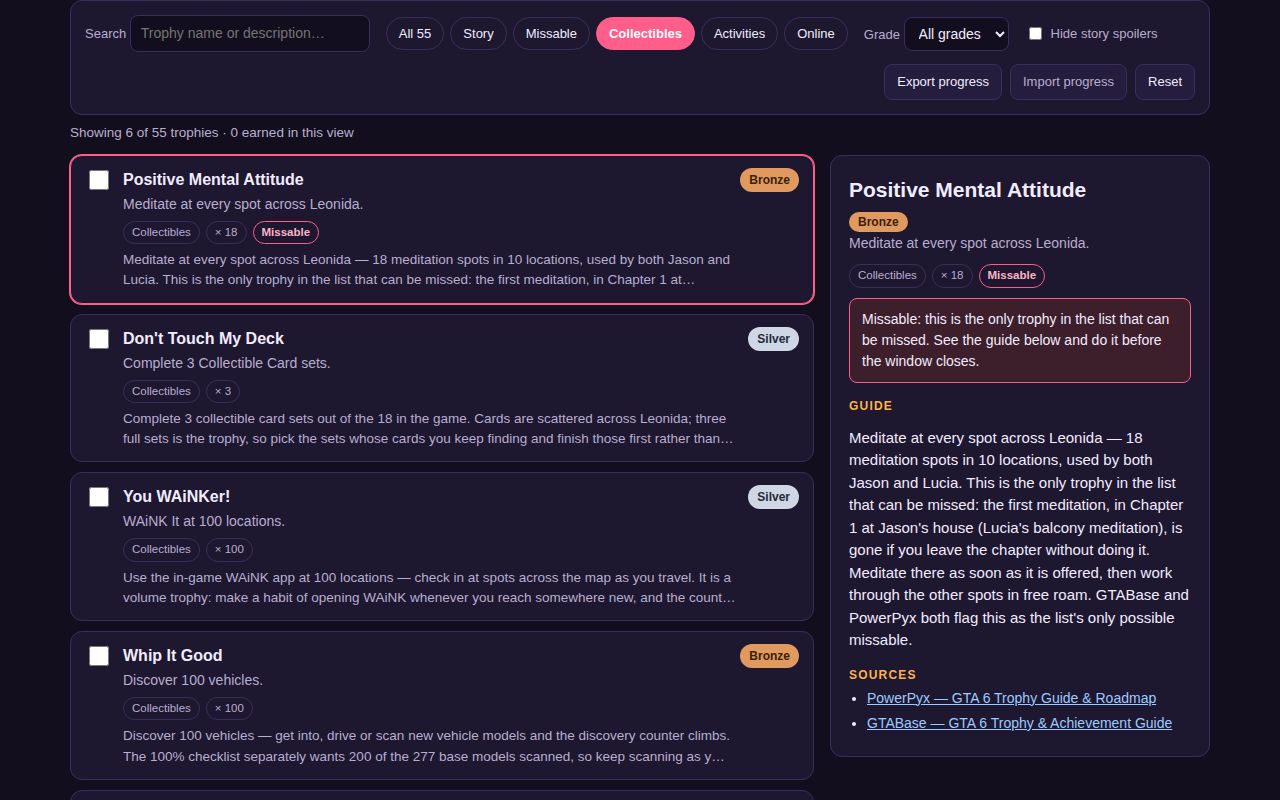 Search Trophy name or description… All 55 Story Missable Collectibles Activities Online Grade All grades Hide story spoilers
Export progress Import progress Reset
Showing 6 of 55 trophies · 0 earned in this view
Positive Mental Attitude Bronze
Meditate at every spot across Leonida.
Collectibles × 18 Missable
Meditate at every spot across Leonida — 18 meditation spots in 10 locations, used by both Jason and
Lucia. This is the only trophy in the list that can be missed: the first meditation, in Chapter 1 at…
Don't Touch My Deck Silver
Complete 3 Collectible Card sets.
Collectibles × 3
Complete 3 collectible card sets out of the 18 in the game. Cards are scattered across Leonida; three
full sets is the trophy, so pick the sets whose cards you keep finding and finish those first rather than…
You WAiNKer! Silver
WAiNK It at 100 locations.
Collectibles × 100
Use the in-game WAiNK app at 100 locations — check in at spots across the map as you travel. It is a
volume trophy: make a habit of opening WAiNK whenever you reach somewhere new, and the count…
Whip It Good Bronze
Discover 100 vehicles.
Collectibles × 100
Discover 100 vehicles — get into, drive or scan new vehicle models and the discovery counter climbs.
The 100% checklist separately wants 200 of the 277 base models scanned, so keep scanning as y…
Positive Mental Attitude
Bronze
Meditate at every spot across Leonida.
Collectibles × 18 Missable
Missable: this is the only trophy in the list that can
be missed. See the guide below and do it before
the window closes.
GUIDE
Meditate at every spot across Leonida — 18
meditation spots in 10 locations, used by both
Jason and Lucia. This is the only trophy in the list
that can be missed: the first meditation, in Chapter
1 at Jason's house (Lucia's balcony meditation), is
gone if you leave the chapter without doing it.
Meditate there as soon as it is offered, then work
through the other spots in free roam. GTABase and
PowerPyx both flag this as the list's only possible
missable.
SOURCES
• PowerPyx — GTA 6 Trophy Guide & Roadmap
• GTABase — GTA 6 Trophy & Achievement Guide